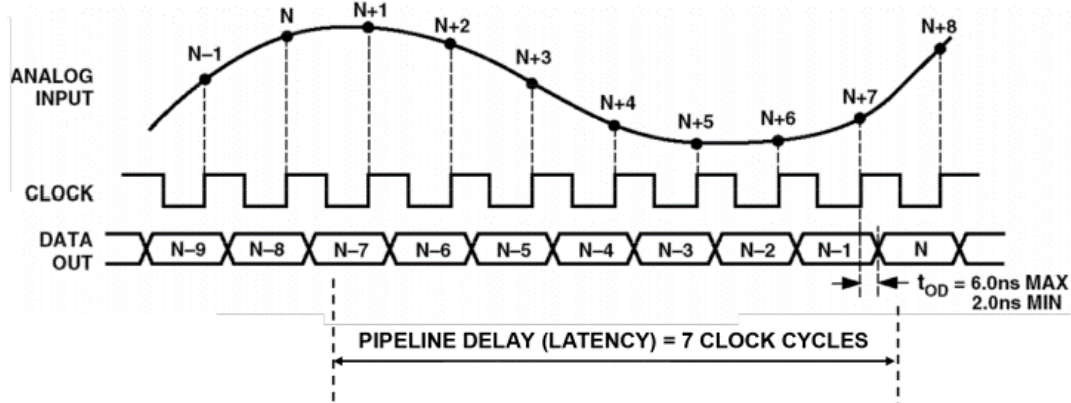 N+1
N
N+2
N+8
N–1
N+3
ANALOG
INPUT
N+4
N+7
N+5
N+6
CLOCK
DATA
OUT
N–9 N–8 N–7 N–6 N–5 N–4 N–3 N–2 N–1 N
tOD = 6.0ns MAX
2.0ns MIN
PIPELINE DELAY (LATENCY) = 7 CLOCK CYCLES